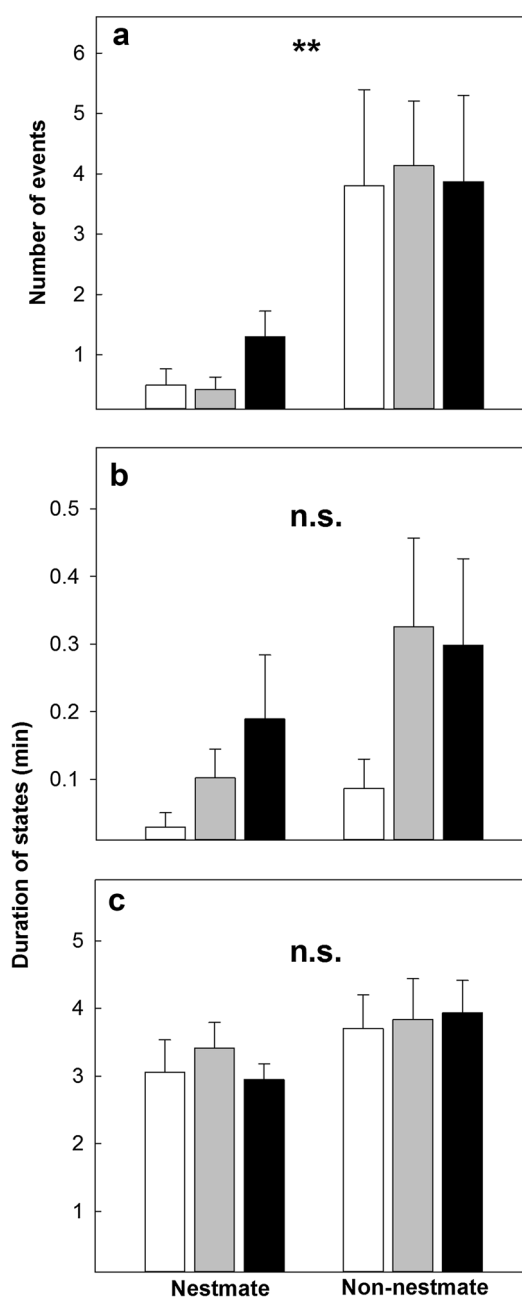 a
**
6
5
4
3
2
1
Number of events
b
n.s.
0.5
0.4
0.3
0.2
0.1
Duration of states (min)
c
n.s.
5
4
3
2
1
Nestmate Non-nestmate